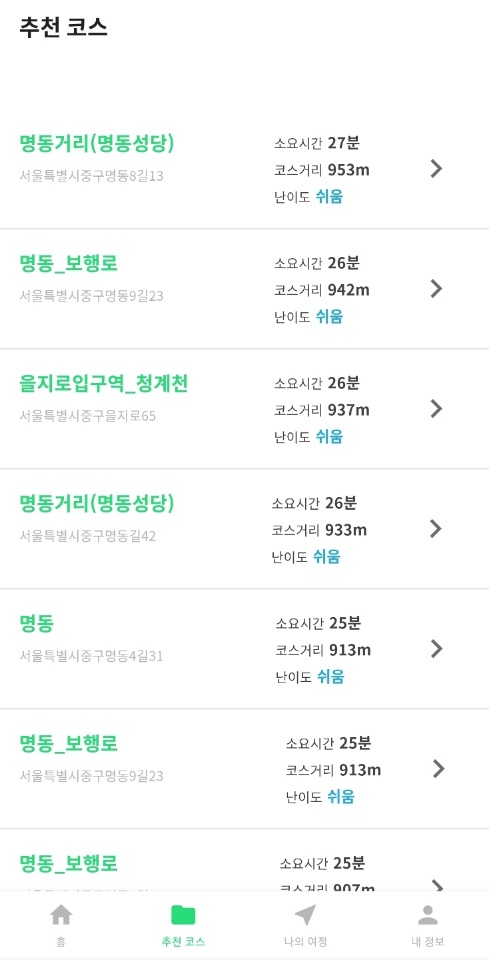 추천 코스
명동거리(명동성당)
서울특별시중구명동8길13
소요시간 27분
코스거리 953m
난이도 쉬움
명동_보행로
서울특별시중구명동9길23
소요시간 26분
코스거리 942m
난이도 쉬움
을지로입구역_청계천
서울특별시중구을지로65
소요시간 26분
코스거리 937m
난이도 쉬움
명동거리(명동성당)
서울특별시중구명동길42
소요시간 26분
코스거리 933m
난이도 쉬움
명동
서울특별시중구명동4길31
소요시간 25분
코스거리 913m
난이도 쉬움
명동_보행로
서울특별시중구명동9길23
소요시간 25분
코스거리 913m
난이도 쉬움
명동_보행로
소요시간 25분
코스거리 907m
홈
추천 코스
나의 여정
내 정보